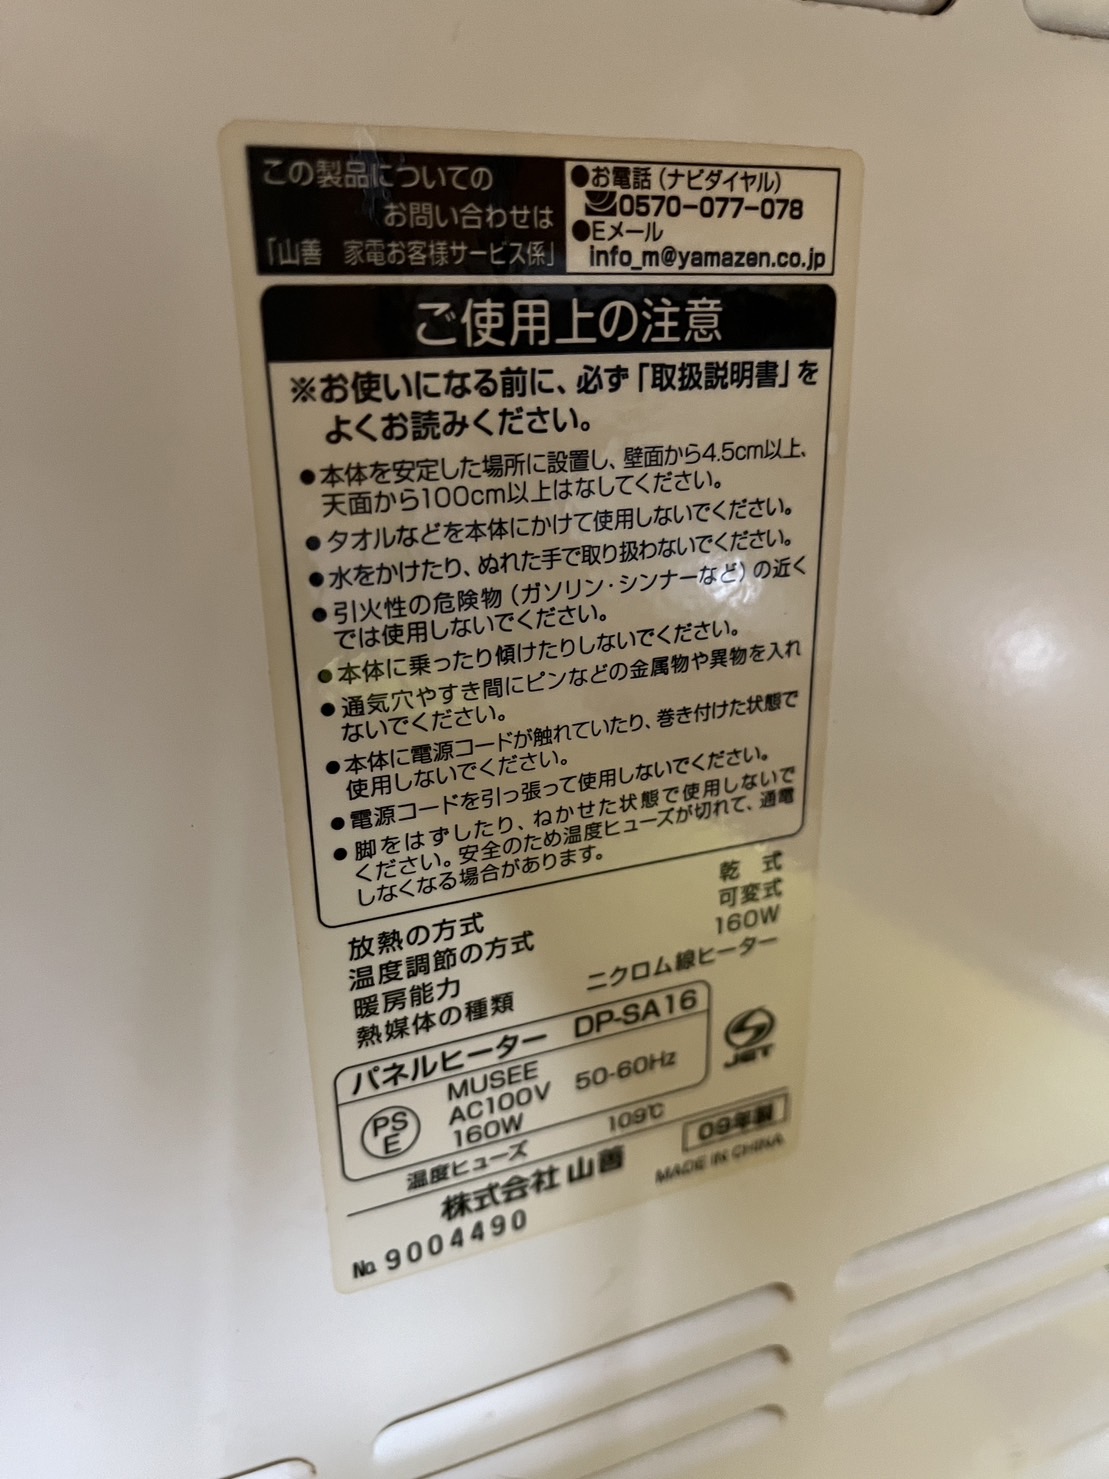 この製品についての
お問い合わせは
「山善 家電お客様サービス係」
●お電話(ナビダイヤル)
0570-077-078
●Eメール
info_m@yamazen.co.jp
ご使用上の注意
※お使いになる前に、必ず「取扱説明書」を
よくお読みください。
●本体を安定した場所に設置し、壁面から4.5cm以上、
天面から100cm以上はなしてください。
●タオルなどを本体にかけて使用しないでください。
●水をかけたり、ぬれた手で取り扱わないでください。
●引火性の危険物(ガソリン・シンナーなど)の近く
では使用しないでください。
●本体に乗ったり傾けたりしないでください。
●通気穴やすき間にピンなどの金属物や異物を入れ
ないでください。
●本体に電源コードが触れていたり、巻き付けた状態で
使用しないでください。
●電源コードを引っ張って使用しないでください。
●脚をはずしたり、ねかせた状態で使用しないで
ください。安全のため温度ヒューズが切れて、通電
しなくなる場合があります。
放熱の方式 乾 式
温度調節の方式 可変式
暖房能力 160W
熱媒体の種類 ニクロム線ヒーター
パネルヒーター DP-SA16
PS
E
MUSEE
AC100V 50-60Hz
160W
温度ヒューズ 109℃
JET
株式会社 山善
09年製
MADE IN CHINA
No. 9004490